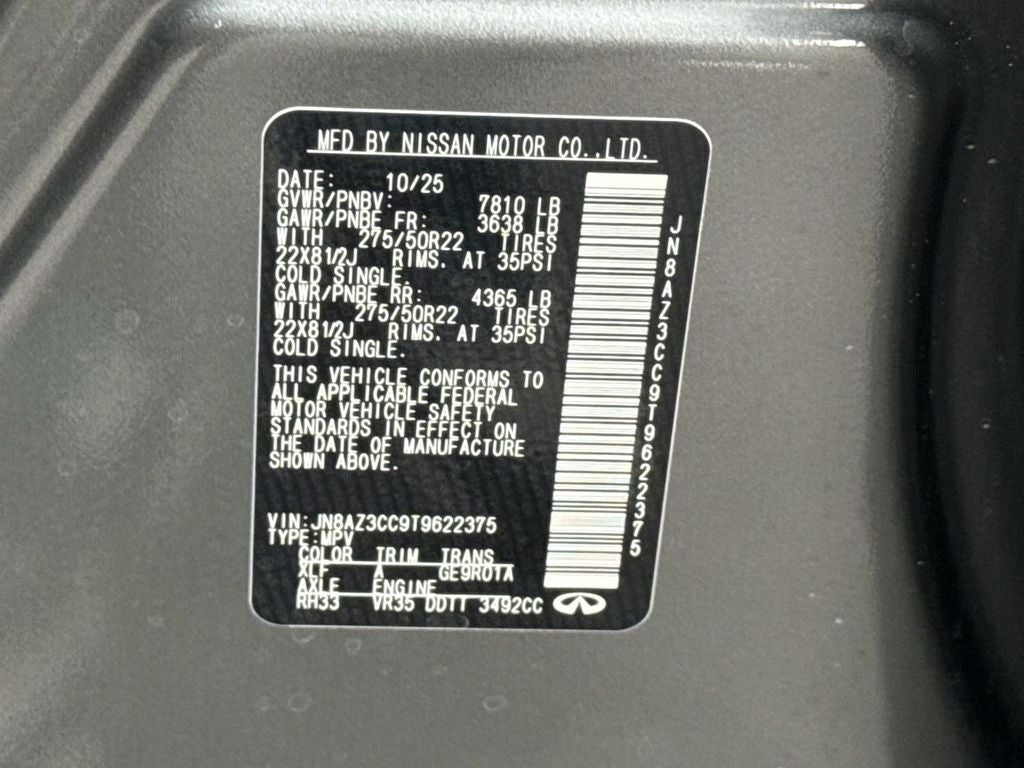 MFD BY NISSAN MOTOR CO.,LTD.
DATE: 10/25
GVWR/PNBV: 7810 LB
GAWR/PNBE FR: 3638 LB
WITH 275/50R22 TIRES
22X81/2J RIMS. AT 35PSI
COLD SINGLE.
GAWR/PNBE RR: 4365 LB
WITH 275/50R22 TIRES
22X81/2J RIMS. AT 35PSI
COLD SINGLE.
THIS VEHICLE CONFORMS TO
ALL APPLICABLE FEDERAL
MOTOR VEHICLE SAFETY
STANDARDS IN EFFECT ON
THE DATE OF MANUFACTURE
SHOWN ABOVE.
VIN:JN8AZ3CC9T9622375
TYPE:MPV
COLOR TRIM TRANS
XLF A GE9R01A
AXLE ENGINE
RH33 VR35 DDTT 3492CC
JN8AZ3CC9T9622375